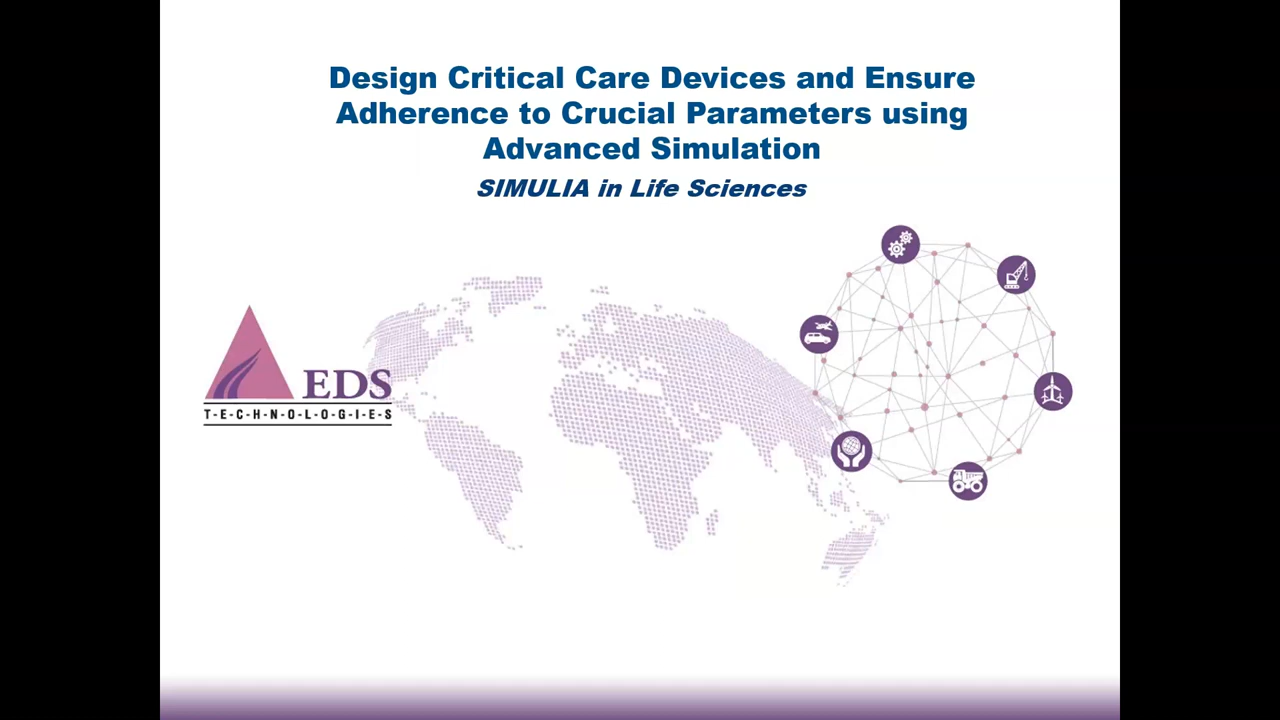 Design Critical Care Devices and Ensure
Adherence to Crucial Parameters using
Advanced Simulation
SIMULIA in Life Sciences
EDS
T-E-C-H-N-O-L-O-G-I-E-S